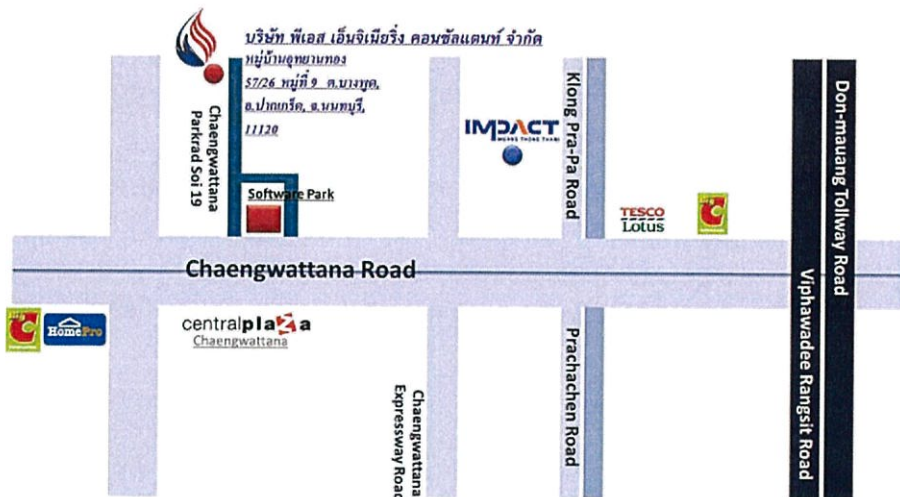 บริษัท พีเอส เอ็นจิเนียริ่ง คอนซัลแตนท์ จำกัด
หมู่บ้านอุทยานทอง
57/26 หมู่ที่ 9 ต.บางพูด,
อ.ปากเกร็ด, จ.นนทบุรี,
11120
Chaengwattana
Parkrad Soi 19
Software Park
IMPACT
MUANG THONG THANI
Klong Pra-Pa Road
TESCO
Lotus
Big
C
Don-mauang Tollway Road
Viphawadee Rangsit Road
Chaengwattana Road
Big
C
HomePro
centralplaza
Chaengwattana
Chaengwattana
Expressway Road
Prachachen Road